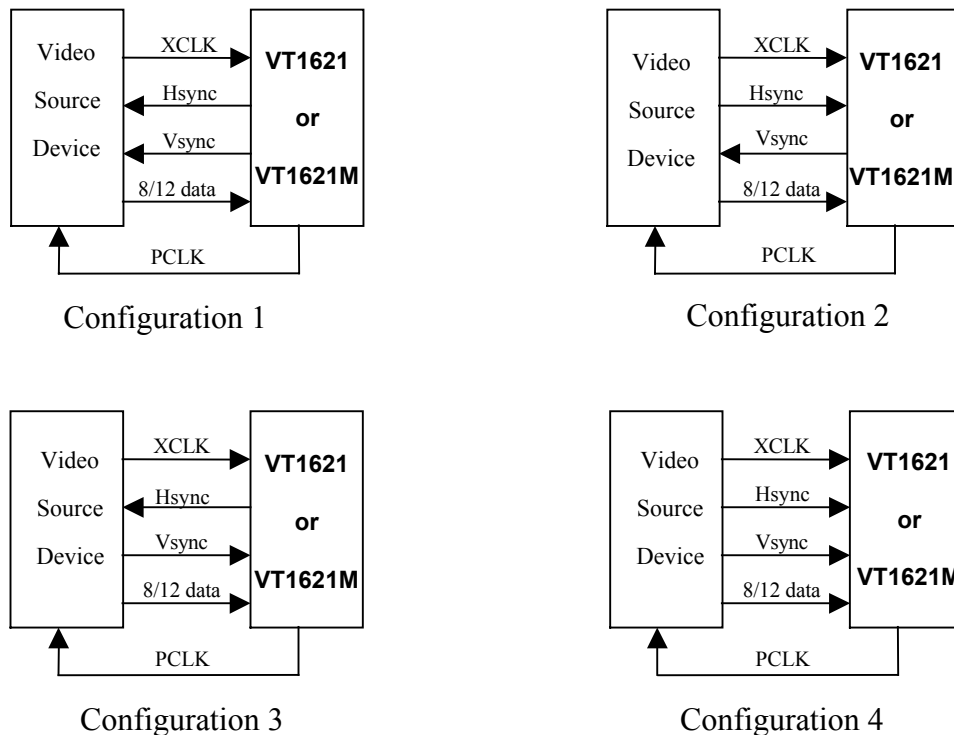 Video
Source
Device
XCLK
Hsync
Vsync
8/12 data
PCLK
VT1621
or
VT1621M
Configuration 1
Video
Source
Device
XCLK
Hsync
Vsync
8/12 data
PCLK
VT1621
or
VT1621M
Configuration 2
Video
Source
Device
XCLK
Hsync
Vsync
8/12 data
PCLK
VT1621
or
VT1621M
Configuration 3
Video
Source
Device
XCLK
Hsync
Vsync
8/12 data
PCLK
VT1621
or
VT1621M
Configuration 4